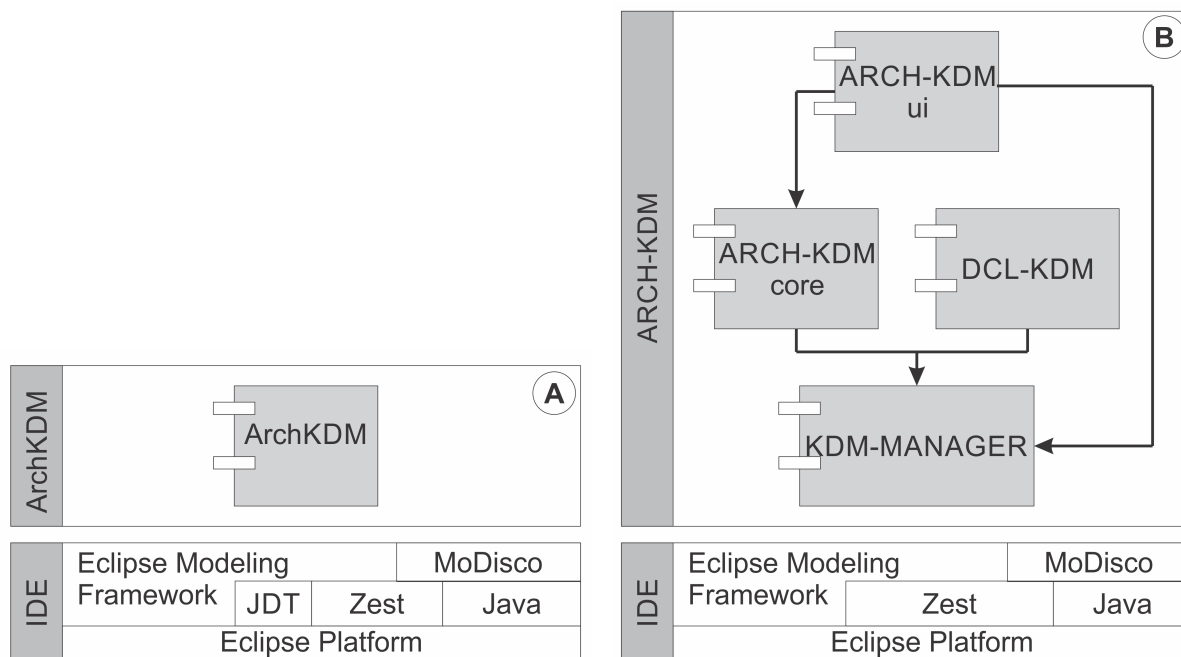 ArchKDM
A
ArchKDM
IDE
Eclipse Modeling
Framework
MoDisco
JDT
Zest
Java
Eclipse Platform
ARCH-KDM
B
ARCH-KDM
ui
ARCH-KDM
core
DCL-KDM
KDM-MANAGER
IDE
Eclipse Modeling
Framework
MoDisco
Zest
Java
Eclipse Platform